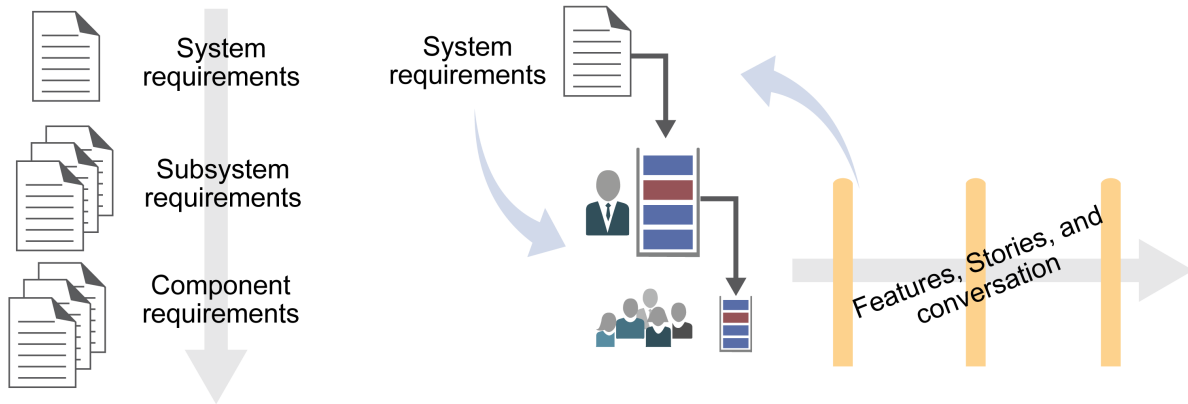 System
requirements
Subsystem
requirements
Component
requirements
System
requirements
Features, Stories, and
conversation